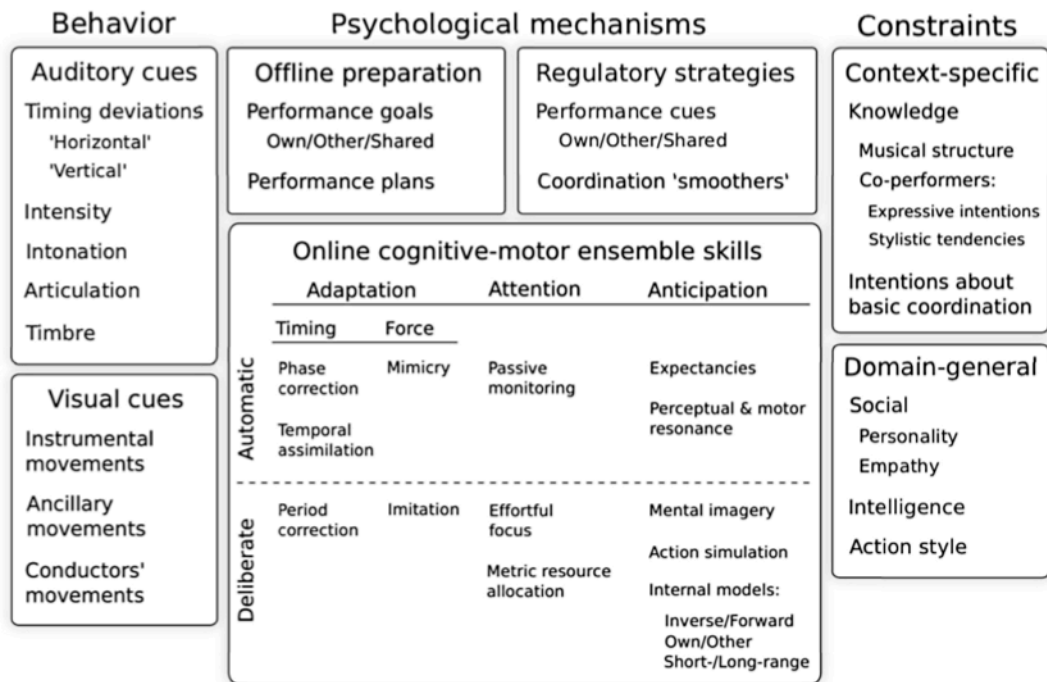 Behavior
Psychological mechanisms
Constraints
Auditory cues
Timing deviations
'Horizontal'
'Vertical'
Intensity
Intonation
Articulation
Timbre
Visual cues
Instrumental
movements
Ancillary
movements
Conductors'
movements
Offline preparation
Performance goals
Own/Other/Shared
Performance plans
Regulatory strategies
Performance cues
Own/Other/Shared
Coordination 'smoothers'
Online cognitive-motor ensemble skills
Adaptation
Attention
Anticipation
Timing
Force
Automatic
Phase
correction
Temporal
assimilation
Mimicry
Passive
monitoring
Expectancies
Perceptual & motor
resonance
Deliberate
Period
correction
Imitation
Effortful
focus
Metric resource
allocation
Mental imagery
Action simulation
Internal models:
Inverse/Forward
Own/Other
Short-/Long-range
Context-specific
Knowledge
Musical structure
Co-performers:
Expressive intentions
Stylistic tendencies
Intentions about
basic coordination
Domain-general
Social
Personality
Empathy
Intelligence
Action style